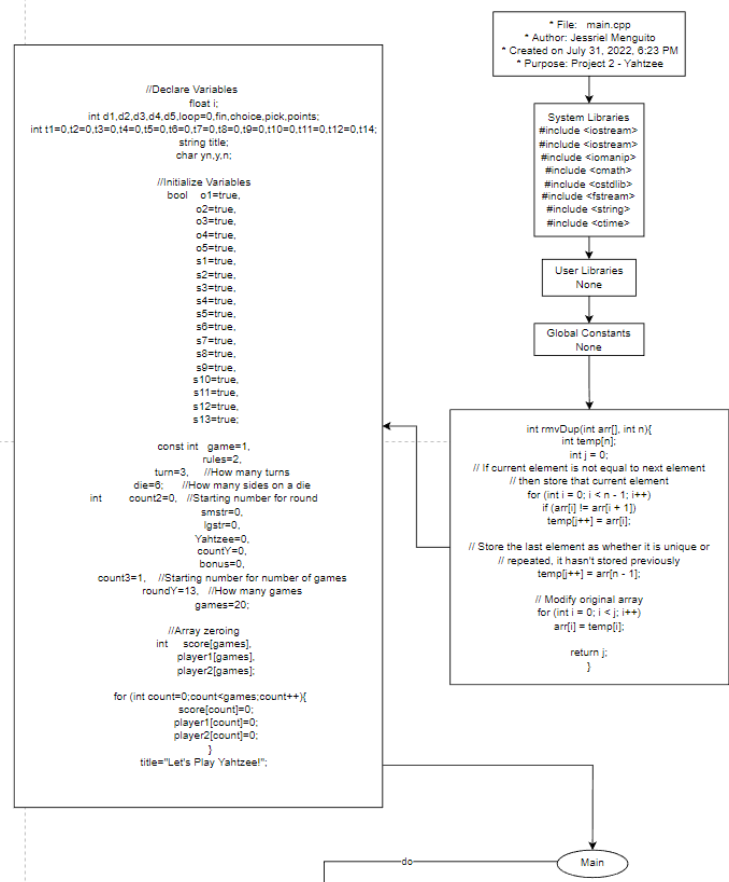 * File: main.cpp
* Author: Jessriel Menguito
* Created on July 31, 2022, 6:23 PM
* Purpose: Project 2 - Yahtzee
System Libraries
#include <iostream>
#include <iostream>
#include <iomanip>
#include <cmath>
#include <cstdlib>
#include <fstream>
#include <string>
#include <ctime>
User Libraries
None
Global Constants
None
int rmvDup(int arr[], int n){
int temp[n];
int j = 0;
// If current element is not equal to next element
// then store that current element
for (int i = 0; i < n - 1; i++)
if (arr[i] != arr[i + 1])
temp[j++] = arr[i];
// Store the last element as whether it is unique or
// repeated, it hasn't stored previously
temp[j++] = arr[n - 1];
// Modify original array
for (int i = 0; i < j; i++)
arr[i] = temp[i];
return j;
}
//Declare Variables
float i;
int d1,d2,d3,d4,d5,loop=0,fin,choice,pick,points;
int t1=0,t2=0,t3=0,t4=0,t5=0,t6=0,t7=0,t8=0,t9=0,t10=0,t11=0,t12=0,t14;
string title;
char yn,y,n;
//Initialize Variables
bool o1=true,
o2=true,
o3=true,
o4=true,
o5=true,
s1=true,
s2=true,
s3=true,
s4=true,
s5=true,
s6=true,
s7=true,
s8=true,
s9=true,
s10=true,
s11=true,
s12=true,
s13=true;
const int game=1,
rules=2,
turn=3, //How many turns
die=6; //How many sides on a die
int count2=0, //Starting number for round
smstr=0,
lgstr=0,
Yahtzee=0,
countY=0,
bonus=0,
count3=1, //Starting number for number of games
roundY=13, //How many games
games=20;
//Array zeroing
int score[games],
player1[games],
player2[games];
for (int count=0;count<games;count++){
score[count]=0;
player1[count]=0;
player2[count]=0;
}
title="Let's Play Yahtzee!";
Main
do